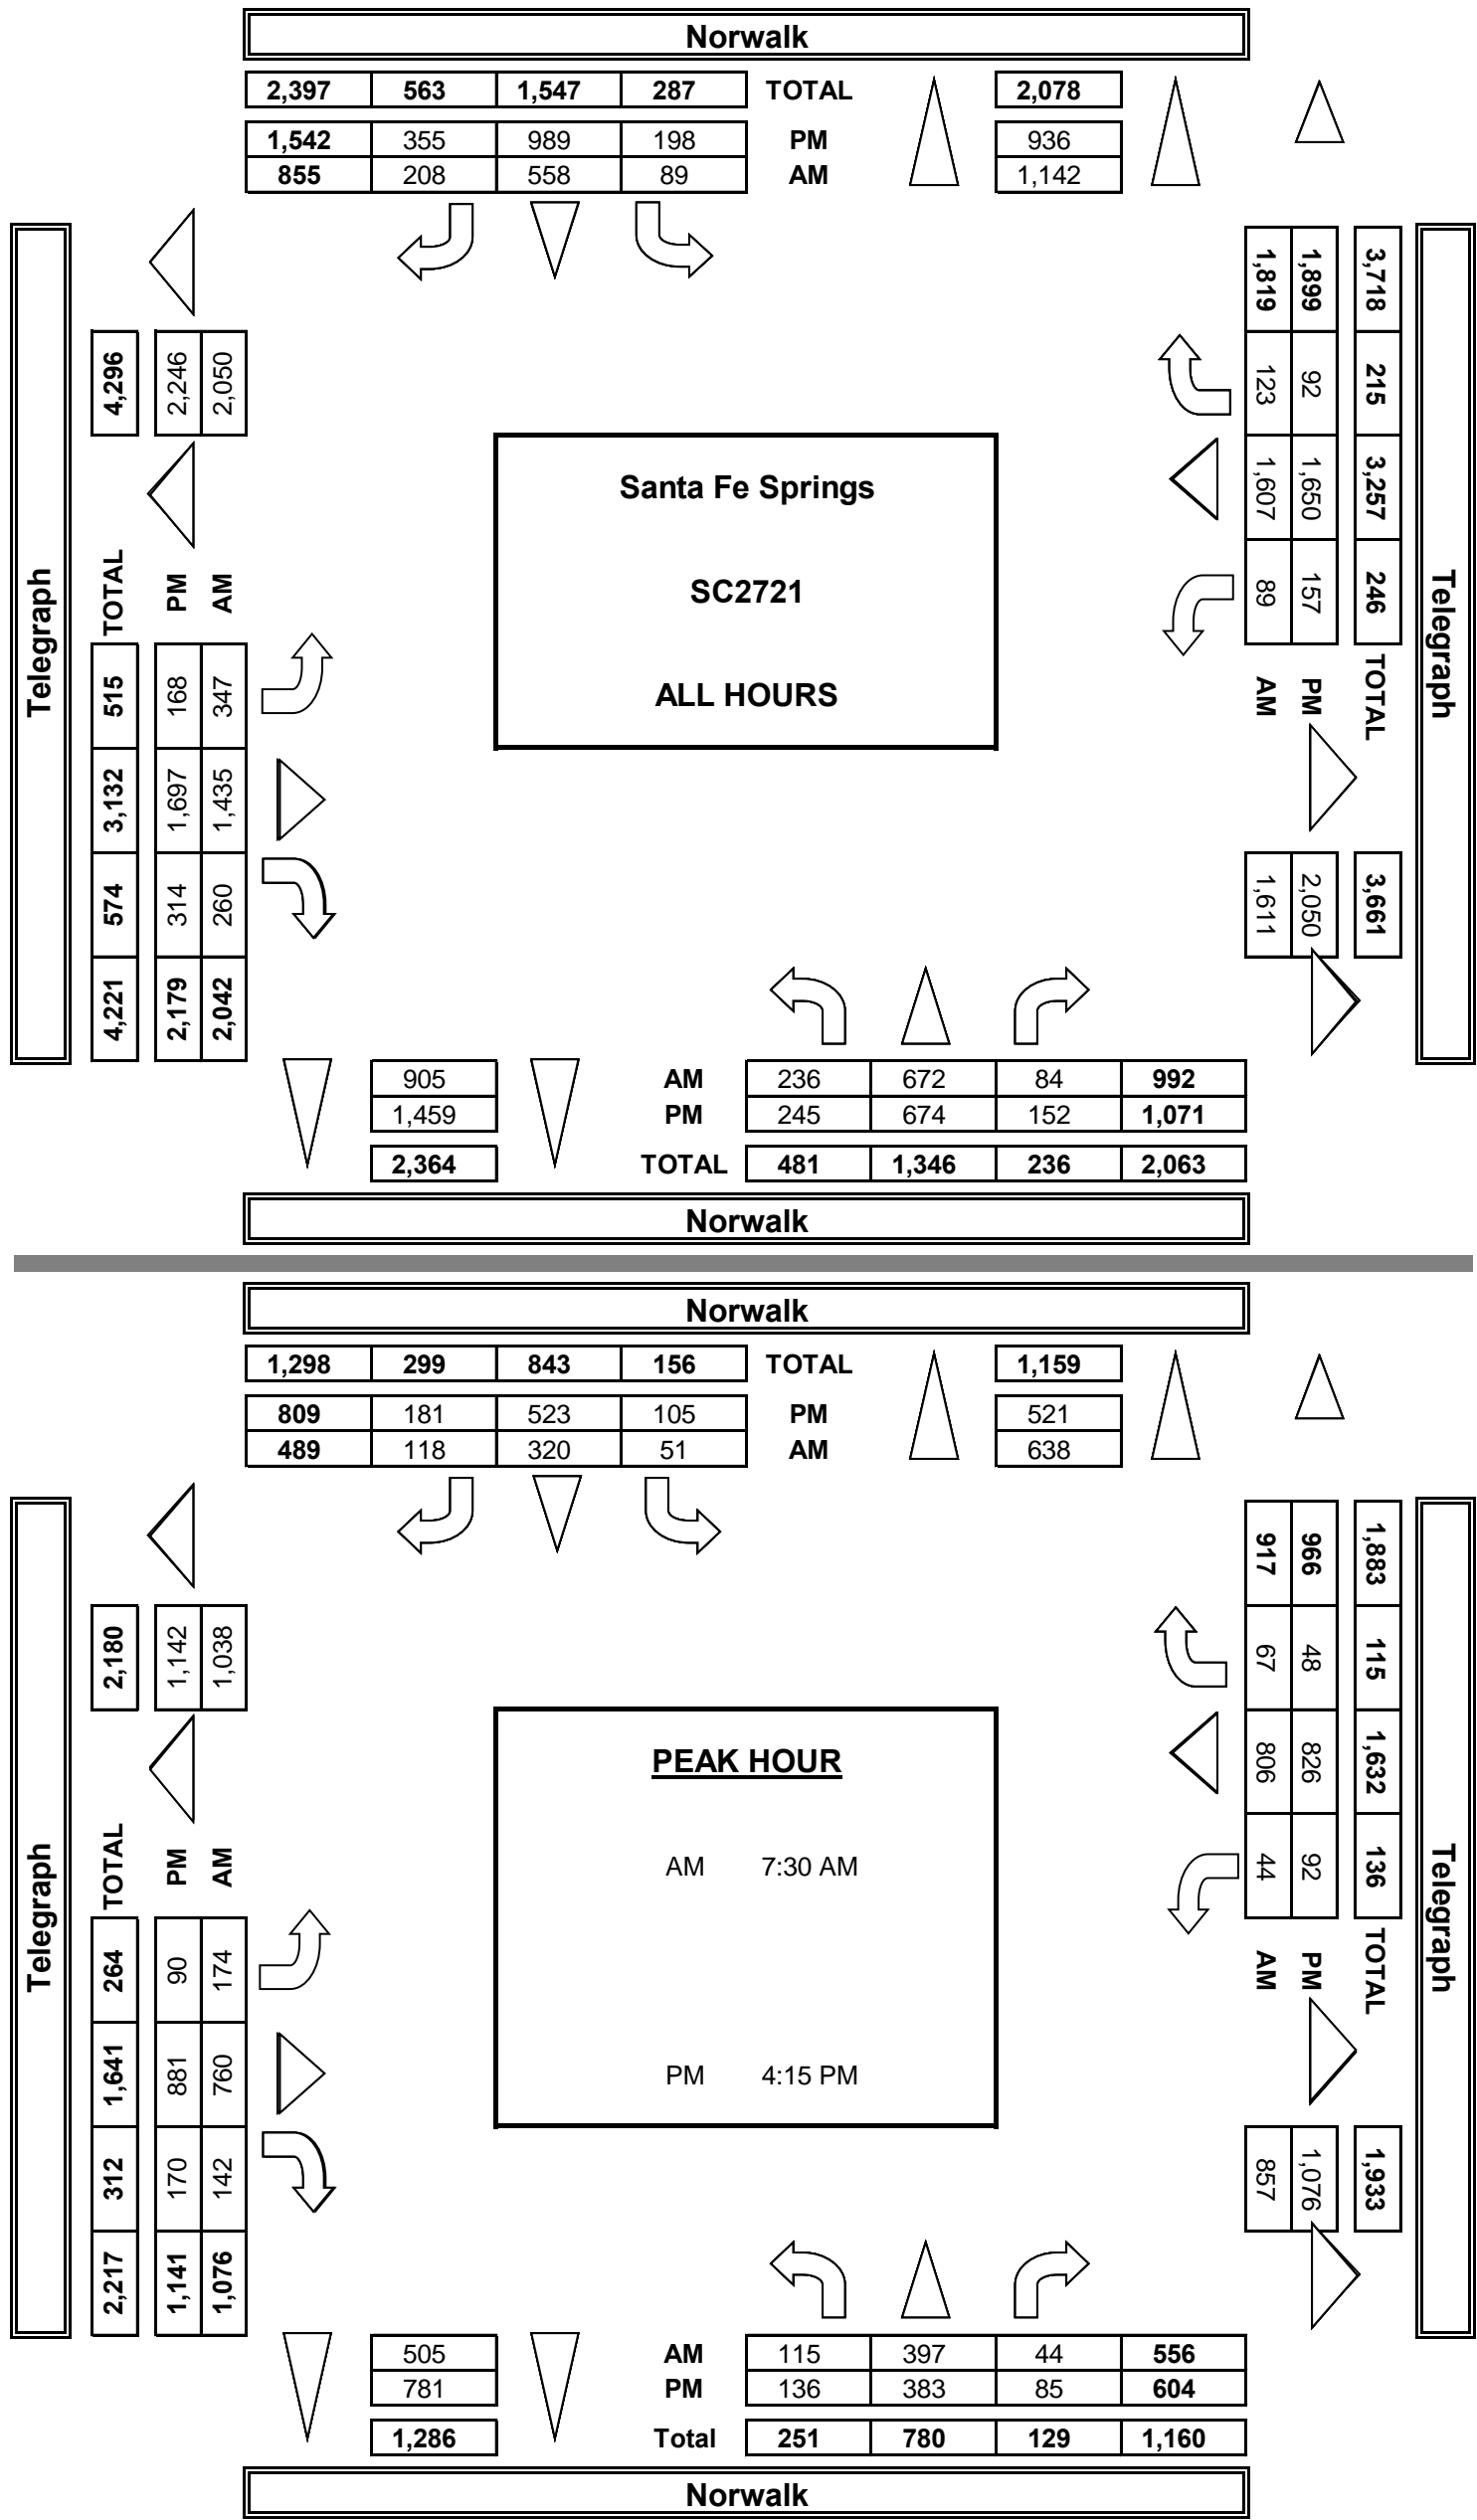 Norwalk
2,397 563 1,547 287 TOTAL 2,078
1,542 355 989 198 PM 936
855 208 558 89 AM 1,142
Telegraph
4,296
2,246
2,050
TOTAL
PM
AM
515 3,132 574 4,221
168 1,697 314 2,179
347 1,435 260 2,042
Santa Fe Springs
SC2721
ALL HOURS
3,718 215 3,257 246 TOTAL 3,661
1,899 92 1,650 157 PM 2,050
1,819 123 1,607 89 AM 1,611
Telegraph
905 AM 236 672 84 992
1,459 PM 245 674 152 1,071
2,364 TOTAL 481 1,346 236 2,063
Norwalk
Norwalk
1,298 299 843 156 TOTAL 1,159
809 181 523 105 PM 521
489 118 320 51 AM 638
Telegraph
2,180
1,142
1,038
TOTAL
PM
AM
264 1,641 312 2,217
90 881 170 1,141
174 760 142 1,076
PEAK HOUR
AM 7:30 AM
PM 4:15 PM
1,883 115 1,632 136 TOTAL 1,933
966 48 826 92 PM 1,076
917 67 806 44 AM 857
Telegraph
505 AM 115 397 44 556
781 PM 136 383 85 604
1,286 Total 251 780 129 1,160
Norwalk